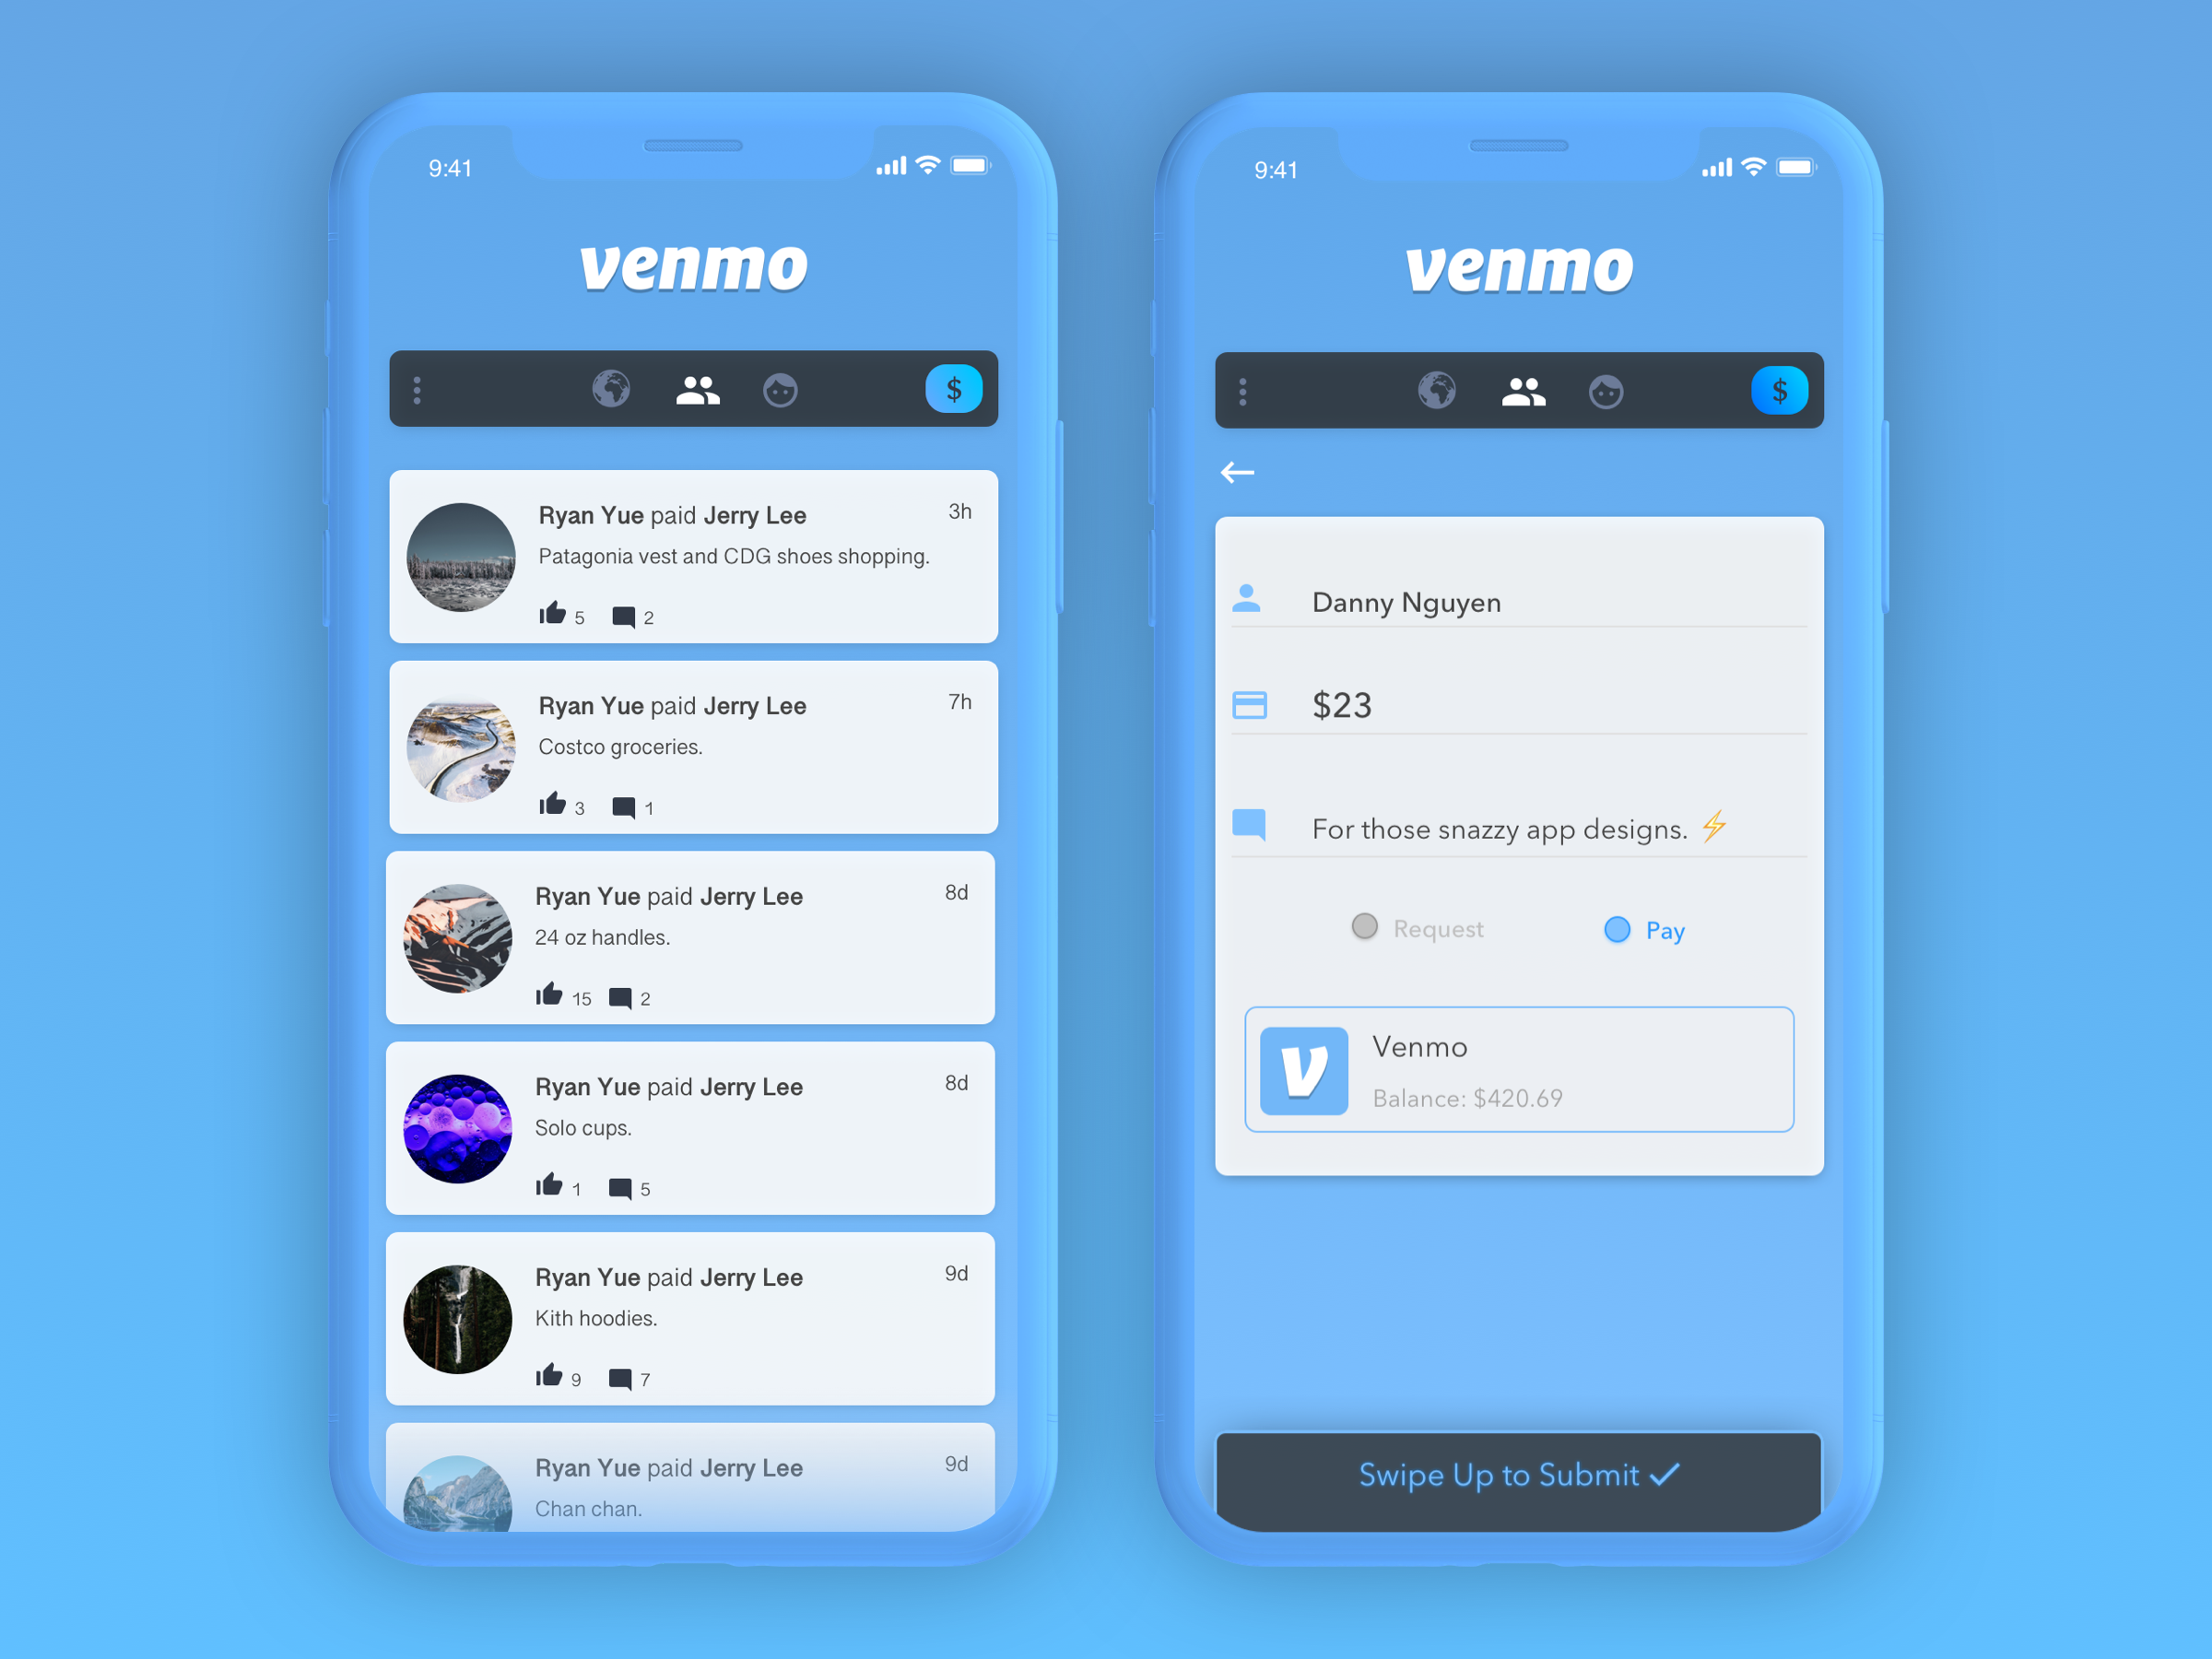 9:41
venmo
$
Ryan Yue paid Jerry Lee 3h
Patagonia vest and CDG shoes shopping.
5 2
Ryan Yue paid Jerry Lee 7h
Costco groceries.
3 1
Ryan Yue paid Jerry Lee 8d
24 oz handles.
15 2
Ryan Yue paid Jerry Lee 8d
Solo cups.
1 5
Ryan Yue paid Jerry Lee 9d
Kith hoodies.
9 7
Ryan Yue paid Jerry Lee 9d
Chan chan.
9:41
venmo
$
Danny Nguyen
$23
For those snazzy app designs. ⚡
Request Pay
V
Venmo
Balance: $420.69
Swipe Up to Submit ✓